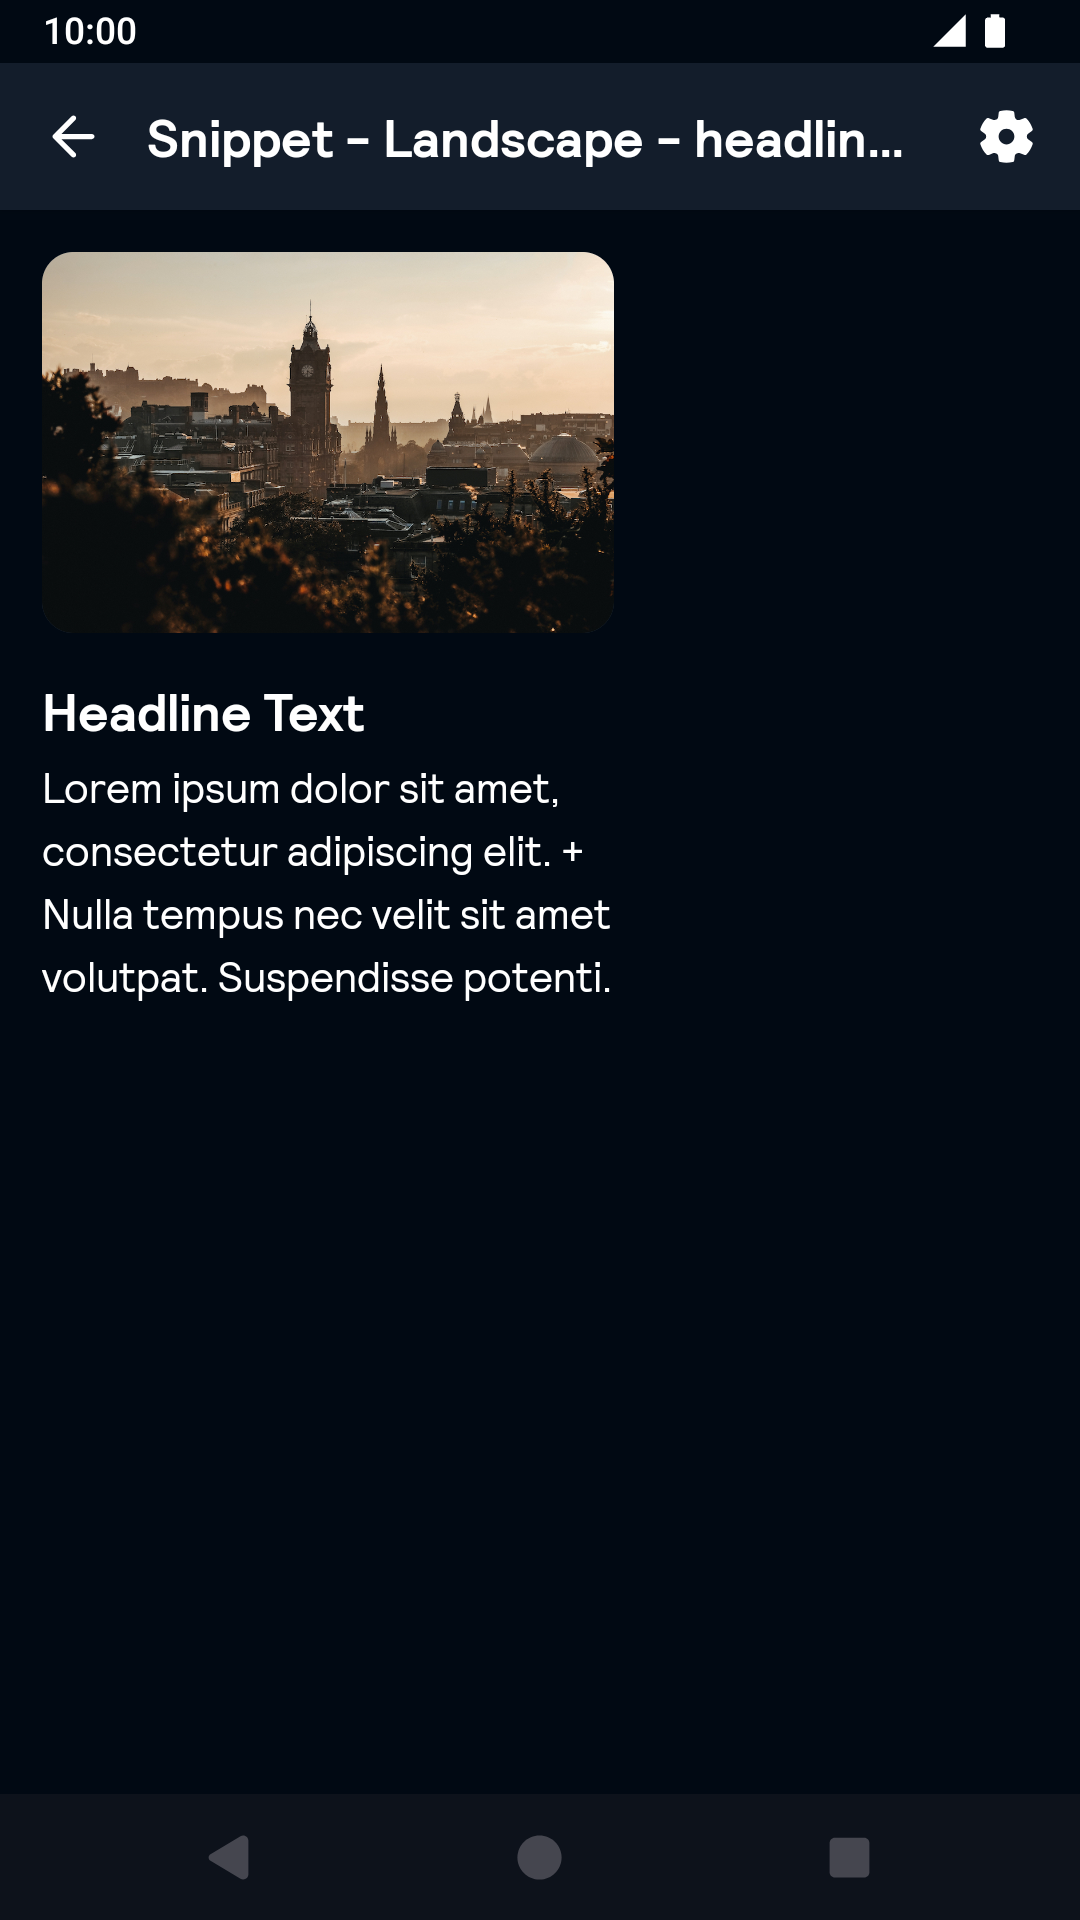 10:00
Snippet - Landscape - headlin...
Headline Text
Lorem ipsum dolor sit amet,
consectetur adipiscing elit. +
Nulla tempus nec velit sit amet
volutpat. Suspendisse potenti.